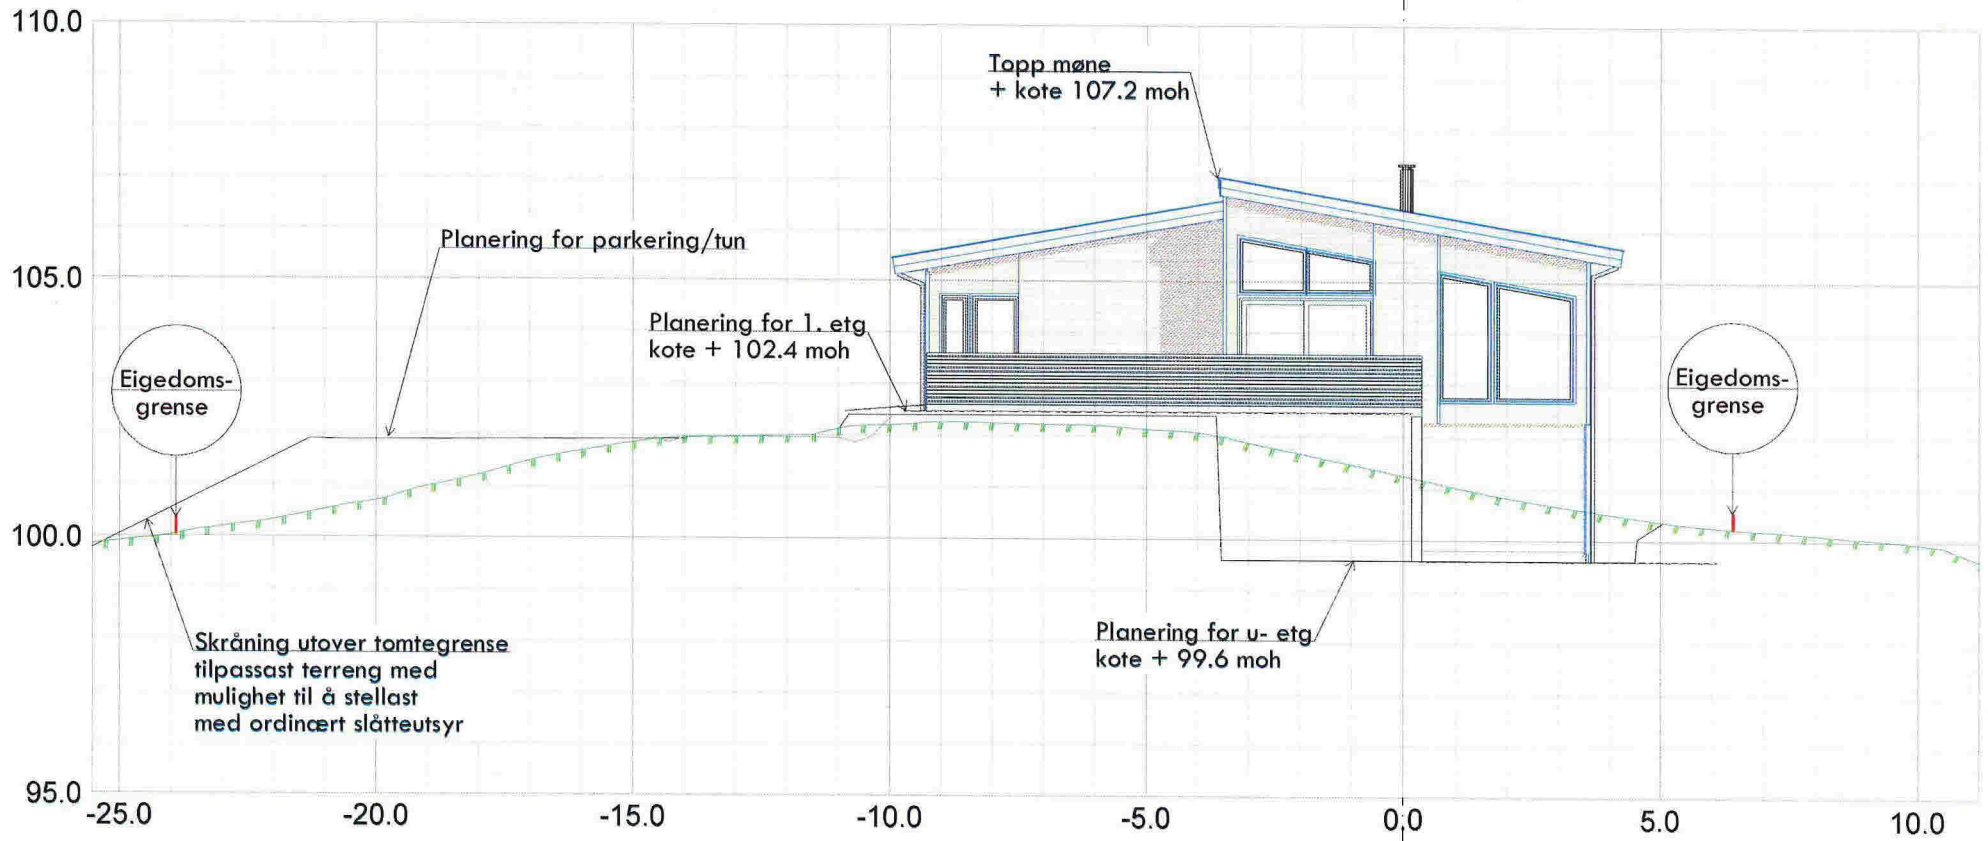 110.0
Topp møne
+ kote 107.2 moh
Planering for parkering/tun
105.0
Planering for 1. etg
kote + 102.4 moh
Eigedoms-
grense
Eigedoms-
grense
100.0
Skråning utover tomtegrense
tilpassast terreng med
mulighet til å stellast
med ordinært slåtteutsyr
Planering for u- etg
kote + 99.6 moh
95.0
-25.0 -20.0 -15.0 -10.0 -5.0 0,0 5.0 10.0